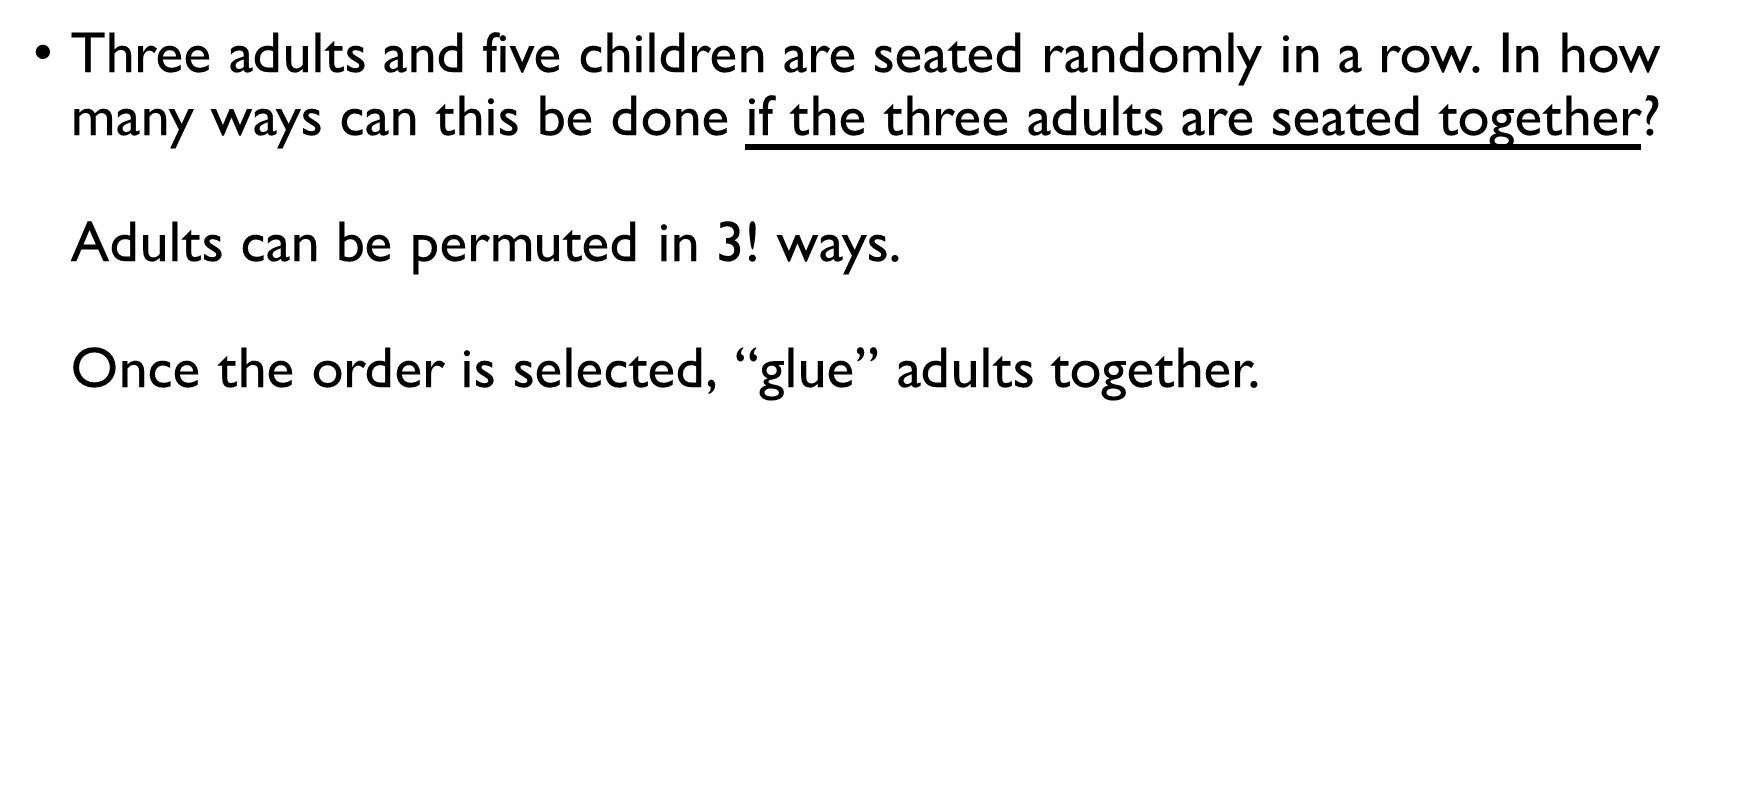 • Three adults and five children are seated randomly in a row. In how
many ways can this be done if the three adults are seated together?
Adults can be permuted in 3! ways.
Once the order is selected, “glue” adults together.